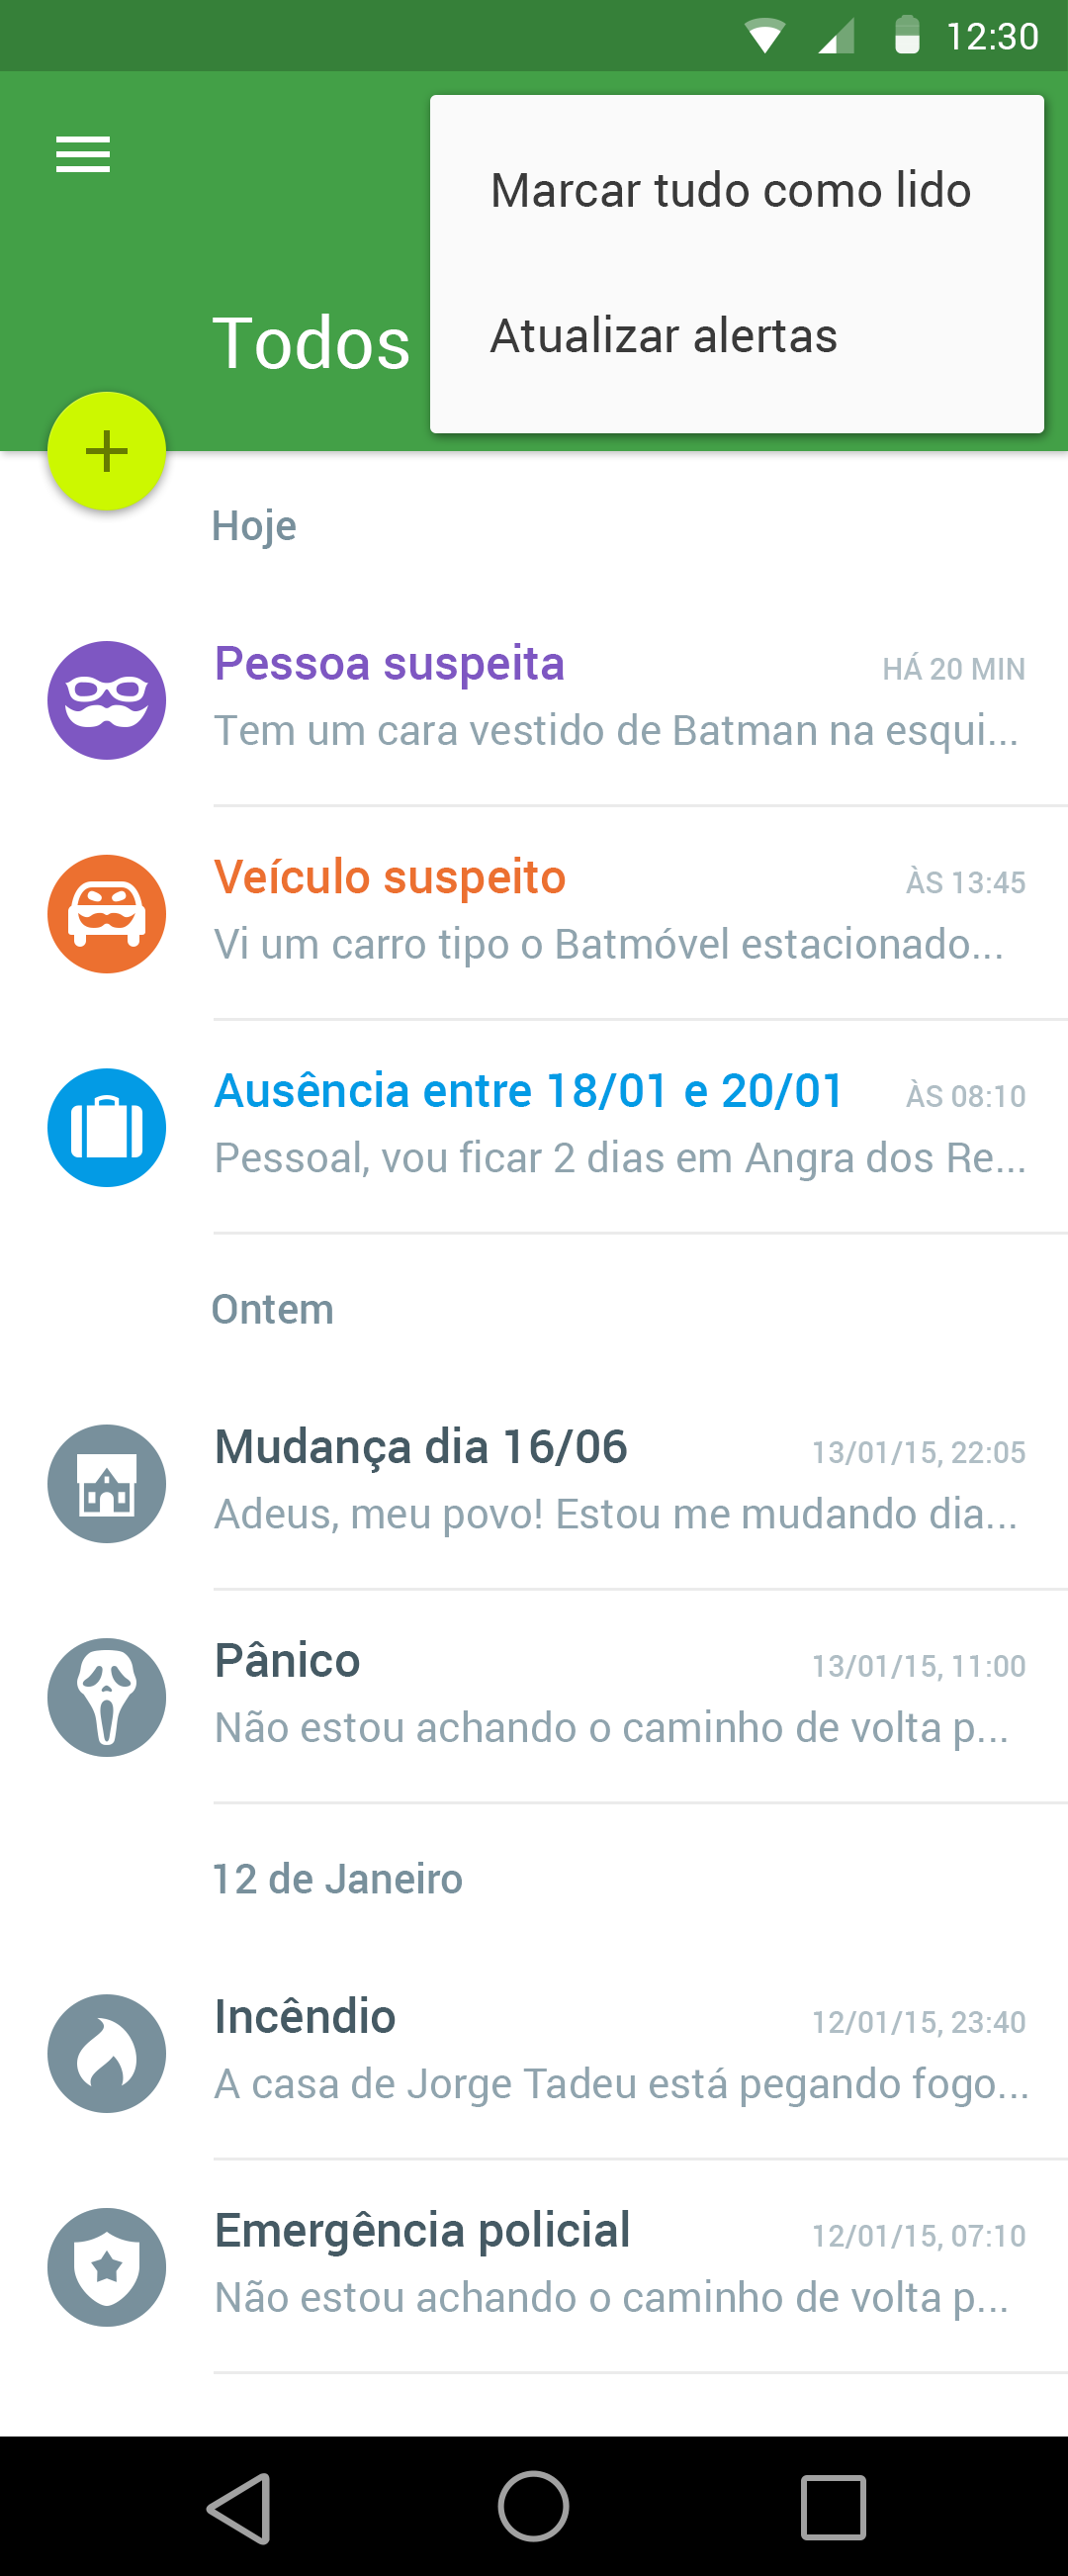 12:30
Marcar tudo como lido
Atualizar alertas
Todos
Hoje
Pessoa suspeita HÁ 20 MIN
Tem um cara vestido de Batman na esqui...
Veículo suspeito ÀS 13:45
Vi um carro tipo o Batmóvel estacionado...
Ausência entre 18/01 e 20/01 ÀS 08:10
Pessoal, vou ficar 2 dias em Angra dos Re...
Ontem
Mudança dia 16/06 13/01/15, 22:05
Adeus, meu povo! Estou me mudando dia...
Pânico 13/01/15, 11:00
Não estou achando o caminho de volta p...
12 de Janeiro
Incêndio 12/01/15, 23:40
A casa de Jorge Tadeu está pegando fogo...
Emergência policial 12/01/15, 07:10
Não estou achando o caminho de volta p...